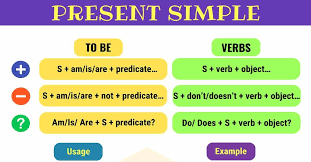 PRESENT SIMPLE
TO BE
VERBS
+ S + am/is/are + predicate... S + verb + object...
− S + am/is/are + not + predicate... S + don't/doesn't + verb + object...
? Am/Is/ Are + S + predicate? Do/ Does + S + verb + object?
Usage
Example